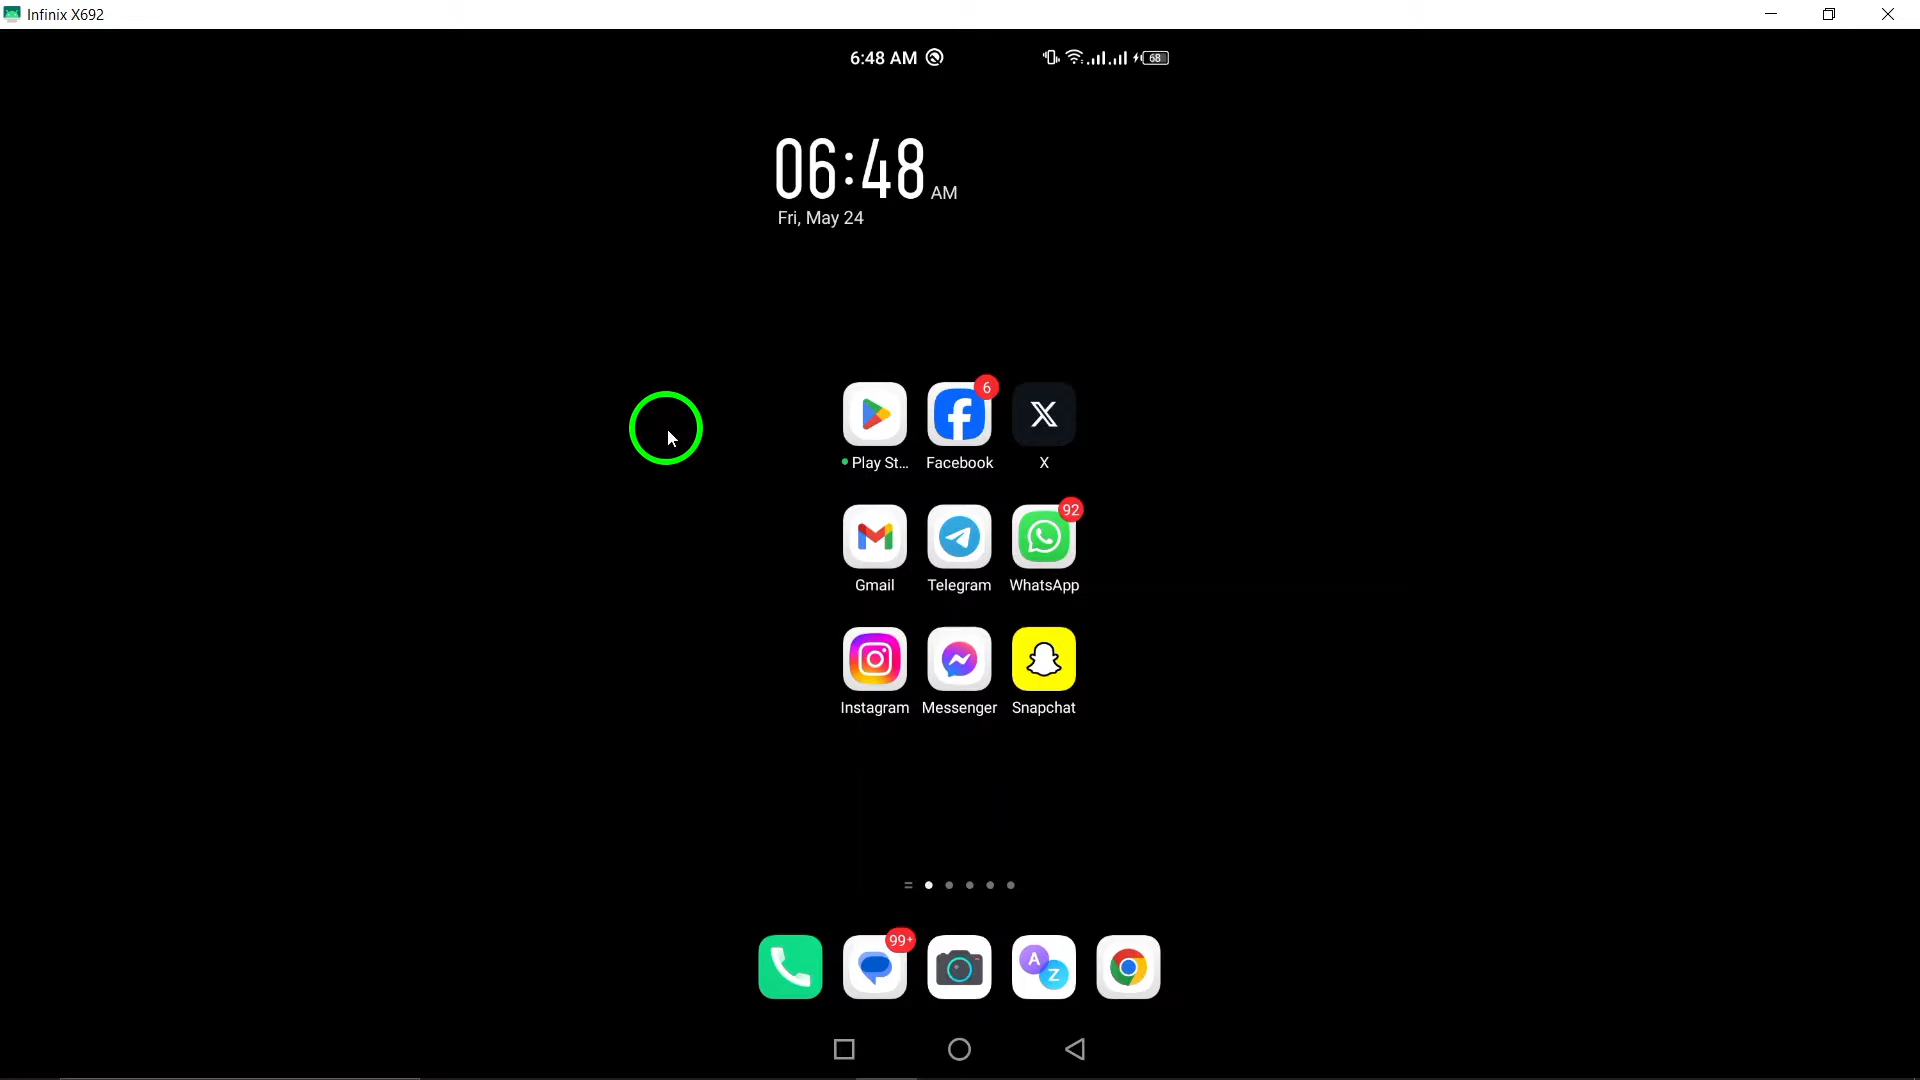 Infinix X692
6:48 AM
68
06:48 AM
Fri, May 24
6
Play St... Facebook X
92
Gmail Telegram WhatsApp
Instagram Messenger Snapchat
99+
A
Z